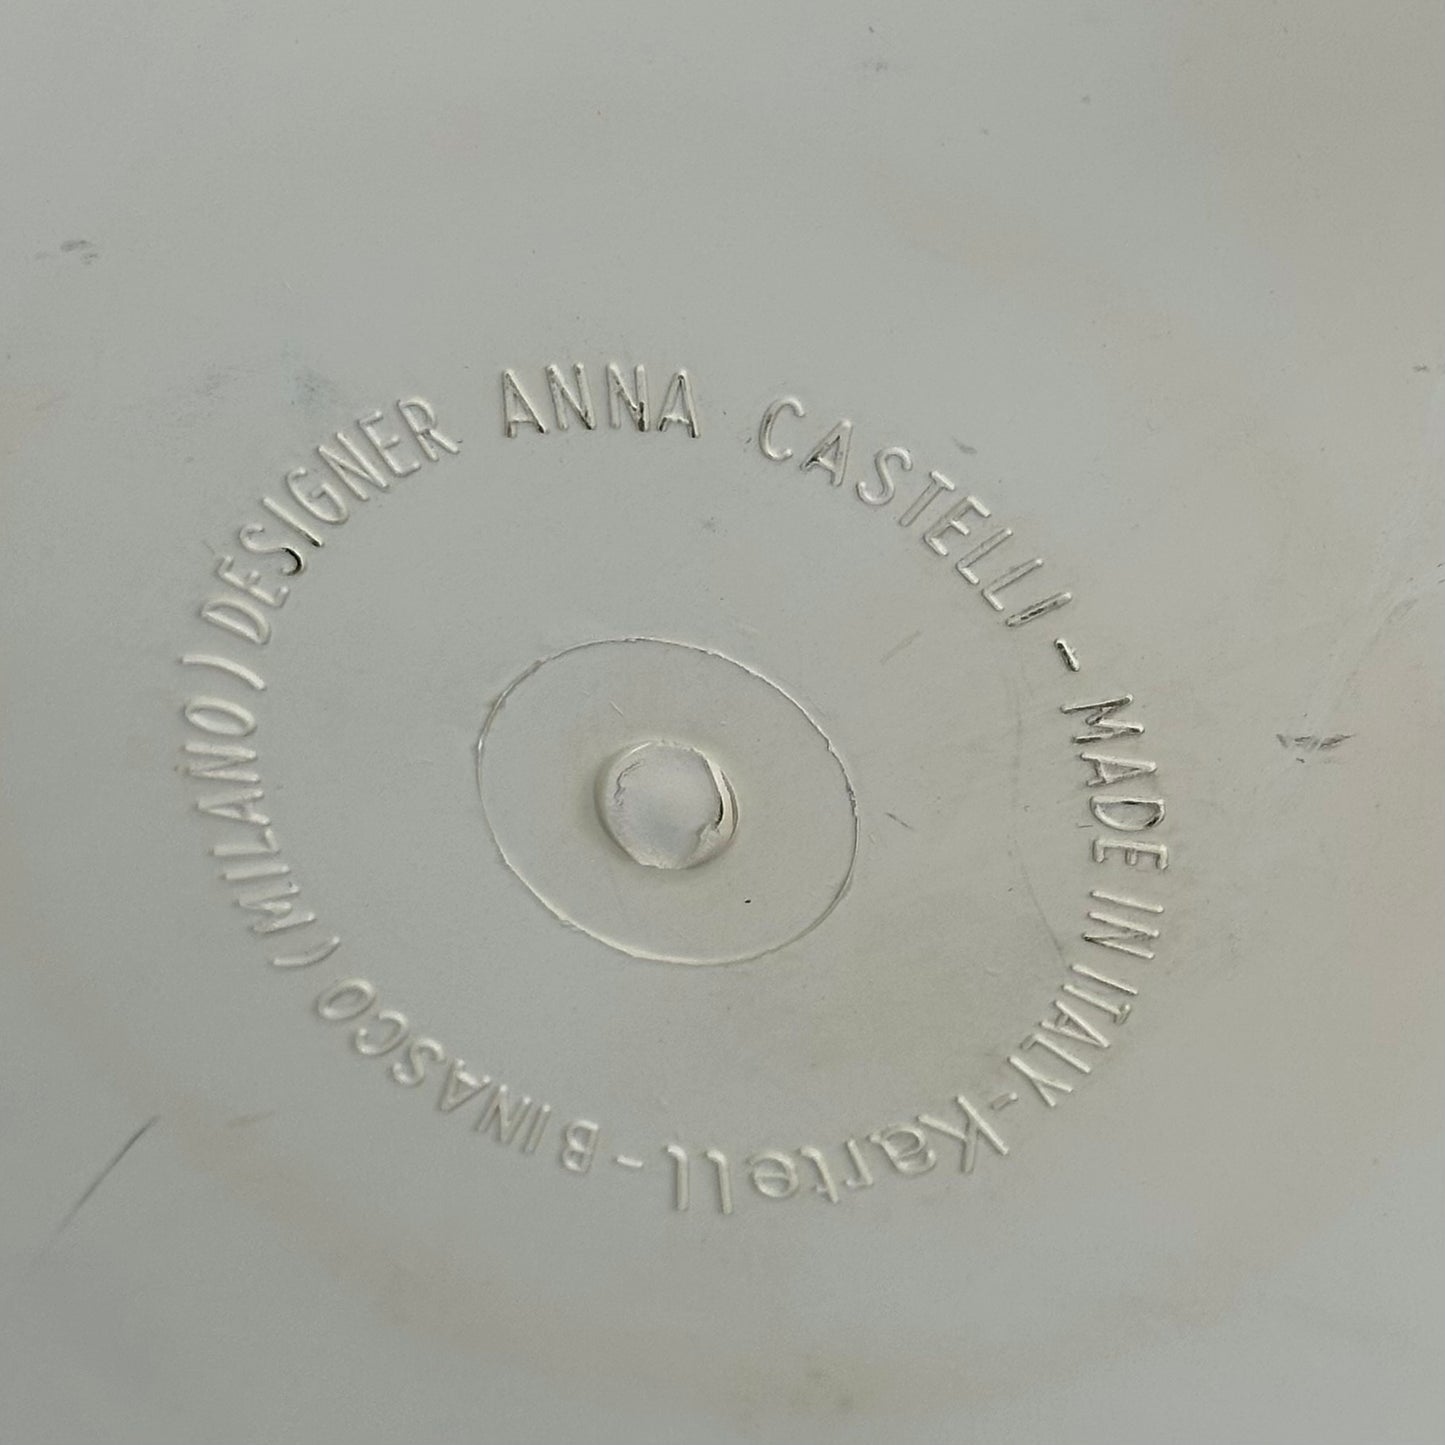 Kartell - BINASCO (MILANO) DESIGNER ANNA CASTELLI - MADE IN ITALY -